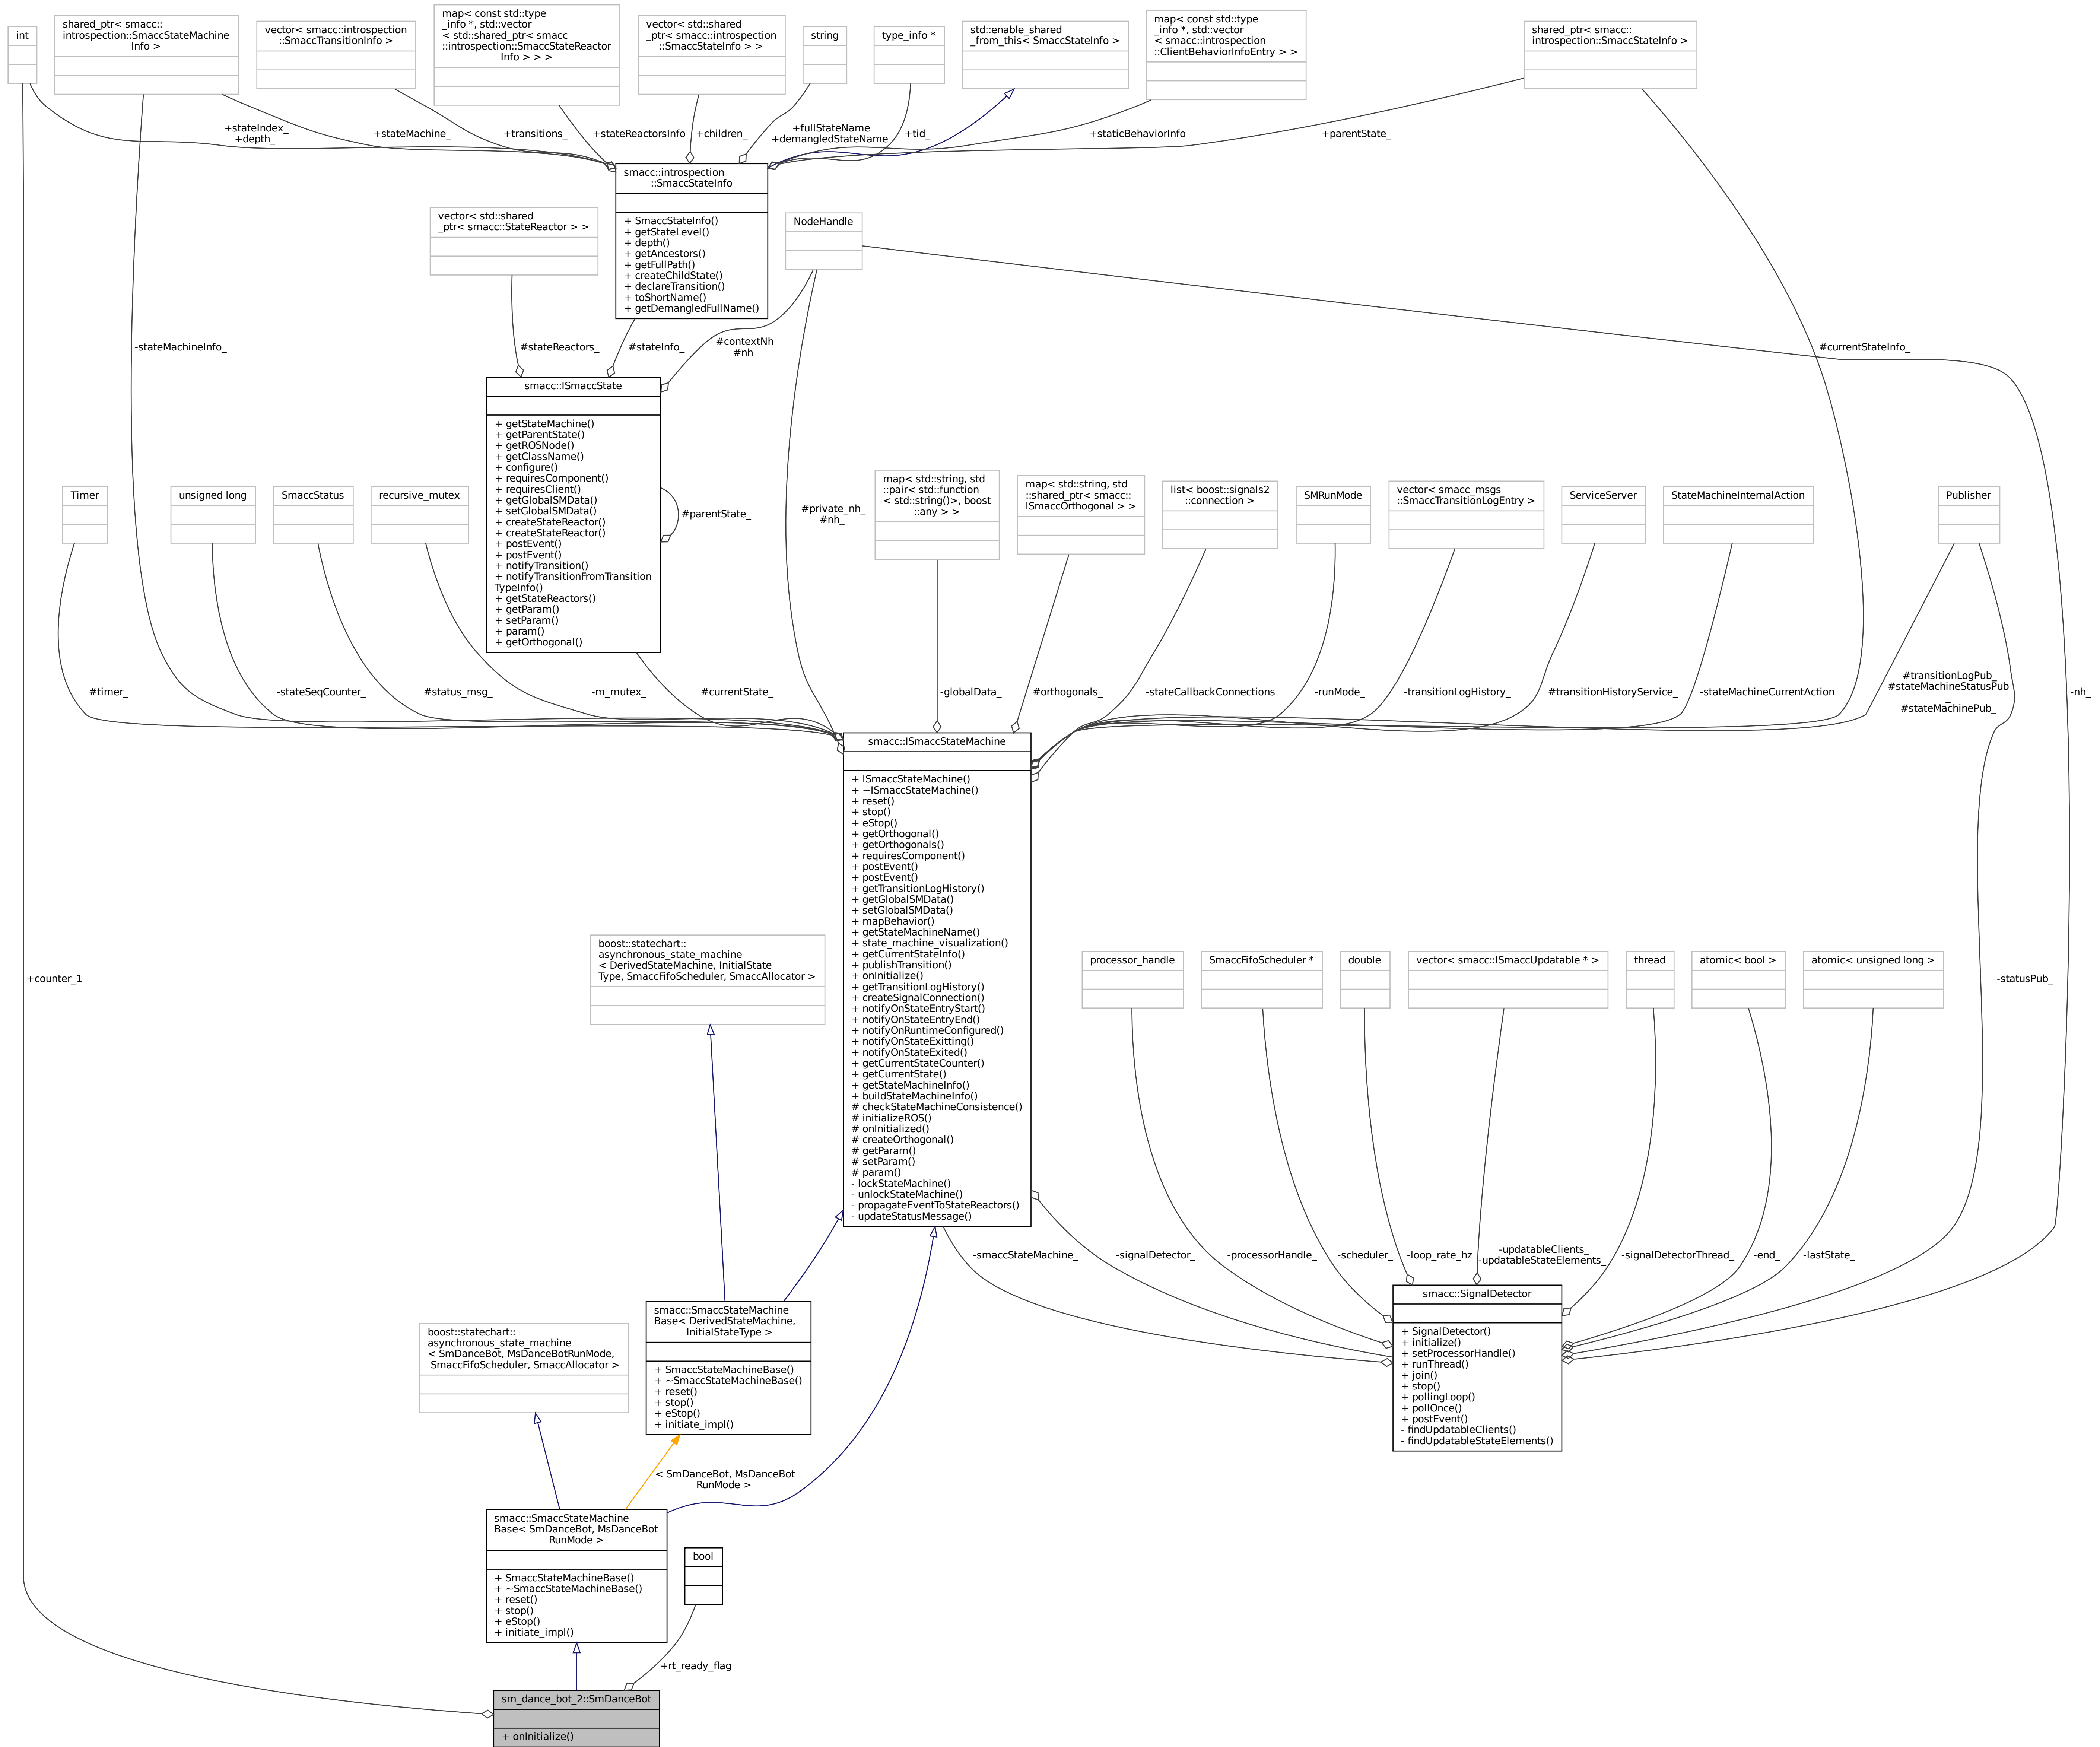 int
shared_ptr< smacc::
introspection::SmaccStateMachine
Info >
vector< smacc::introspection
::SmaccTransitionInfo >
map< const std::type
_info *, std::vector
< std::shared_ptr< smacc
::introspection::SmaccStateReactor
Info > > >
vector< std::shared
_ptr< smacc::introspection
::SmaccStateInfo > >
string
type_info *
std::enable_shared
_from_this< SmaccStateInfo >
map< const std::type
_info *, std::vector
< smacc::introspection
::ClientBehaviorInfoEntry > >
shared_ptr< smacc::
introspection::SmaccStateInfo >
+stateIndex_
+depth_
+stateMachine_
+transitions_
+stateReactorsInfo
+children_
+fullStateName
+demangledStateName
+tid_
+staticBehaviorInfo
+parentState_
smacc::introspection
::SmaccStateInfo
+ SmaccStateInfo()
+ getStateLevel()
+ depth()
+ getAncestors()
+ getFullPath()
+ createChildState()
+ declareTransition()
+ toShortName()
+ getDemangledFullName()
vector< std::shared
_ptr< smacc::StateReactor > >
NodeHandle
-stateMachineInfo_
#stateReactors_
#stateInfo_
#contextNh
#nh
#currentStateInfo_
smacc::ISmaccState
+ getStateMachine()
+ getParentState()
+ getROSNode()
+ getClassName()
+ configure()
+ requiresComponent()
+ requiresClient()
+ getGlobalSMData()
+ setGlobalSMData()
+ createStateReactor()
+ createStateReactor()
+ postEvent()
+ postEvent()
+ notifyTransition()
+ notifyTransitionFromTransition
TypeInfo()
+ getStateReactors()
+ getParam()
+ setParam()
+ param()
+ getOrthogonal()
#parentState_
#private_nh_
#nh_
Timer
unsigned long
SmaccStatus
recursive_mutex
map< std::string, std
::pair< std::function
< std::string()>, boost
::any > >
map< std::string, std
::shared_ptr< smacc::
ISmaccOrthogonal > >
list< boost::signals2
::connection >
SMRunMode
vector< smacc_msgs
::SmaccTransitionLogEntry >
ServiceServer
StateMachineInternalAction
Publisher
#timer_
-stateSeqCounter_
#status_msg_
-m_mutex_
#currentState_
-globalData_
#orthogonals_
-stateCallbackConnections
-runMode_
-transitionLogHistory_
#transitionHistoryService_
-stateMachineCurrentAction
#transitionLogPub_
#stateMachineStatusPub
_
#stateMachinePub_
-nh_
smacc::ISmaccStateMachine
+ ISmaccStateMachine()
+ ~ISmaccStateMachine()
+ reset()
+ stop()
+ eStop()
+ getOrthogonal()
+ getOrthogonals()
+ requiresComponent()
+ postEvent()
+ postEvent()
+ getTransitionLogHistory()
+ getGlobalSMData()
+ setGlobalSMData()
+ mapBehavior()
+ getStateMachineName()
+ state_machine_visualization()
+ getCurrentStateInfo()
+ publishTransition()
+ onInitialize()
+ getTransitionLogHistory()
+ createSignalConnection()
+ notifyOnStateEntryStart()
+ notifyOnStateEntryEnd()
+ notifyOnRuntimeConfigured()
+ notifyOnStateExitting()
+ notifyOnStateExited()
+ getCurrentStateCounter()
+ getCurrentState()
+ getStateMachineInfo()
+ buildStateMachineInfo()
# checkStateMachineConsistence()
# initializeROS()
# onInitialized()
# createOrthogonal()
# getParam()
# setParam()
# param()
- lockStateMachine()
- unlockStateMachine()
- propagateEventToStateReactors()
- updateStatusMessage()
boost::statechart::
asynchronous_state_machine
< DerivedStateMachine, InitialState
Type, SmaccFifoScheduler, SmaccAllocator >
+counter_1
processor_handle
SmaccFifoScheduler *
double
vector< smacc::ISmaccUpdatable * >
thread
atomic< bool >
atomic< unsigned long >
-statusPub_
-smaccStateMachine_
-signalDetector_
-processorHandle_
-scheduler_
-loop_rate_hz
-updatableClients_
-updatableStateElements_
-signalDetectorThread_
-end_
-lastState_
smacc::SignalDetector
+ SignalDetector()
+ initialize()
+ setProcessorHandle()
+ runThread()
+ join()
+ stop()
+ pollingLoop()
+ pollOnce()
+ postEvent()
- findUpdatableClients()
- findUpdatableStateElements()
smacc::SmaccStateMachine
Base< DerivedStateMachine,
InitialStateType >
+ SmaccStateMachineBase()
+ ~SmaccStateMachineBase()
+ reset()
+ stop()
+ eStop()
+ initiate_impl()
boost::statechart::
asynchronous_state_machine
< SmDanceBot, MsDanceBotRunMode,
SmaccFifoScheduler, SmaccAllocator >
< SmDanceBot, MsDanceBot
RunMode >
smacc::SmaccStateMachine
Base< SmDanceBot, MsDanceBot
RunMode >
+ SmaccStateMachineBase()
+ ~SmaccStateMachineBase()
+ reset()
+ stop()
+ eStop()
+ initiate_impl()
bool
+rt_ready_flag
sm_dance_bot_2::SmDanceBot
+ onInitialize()